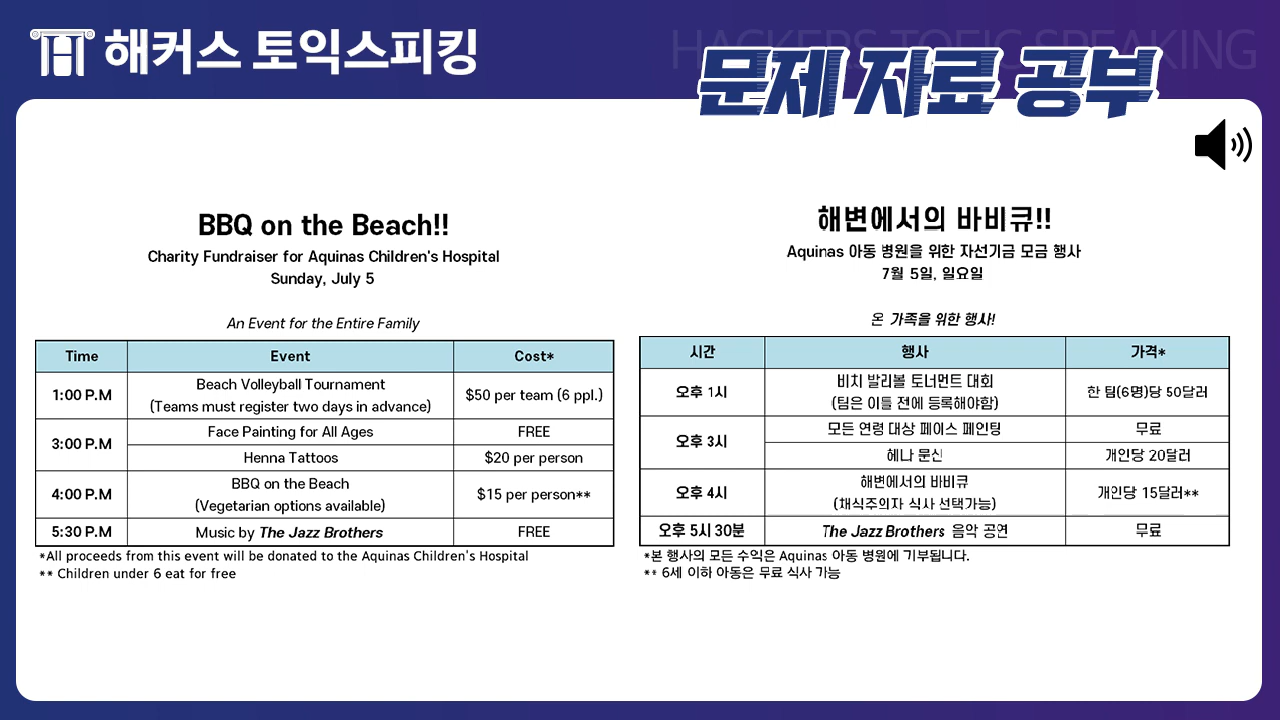 해커스 토익스피킹
HACKERS TOEIC SPEAKING
문제 자료 공부
BBQ on the Beach!!
Charity Fundraiser for Aquinas Children's Hospital
Sunday, July 5
An Event for the Entire Family
Time Event Cost*
1:00 P.M Beach Volleyball Tournament
(Teams must register two days in advance) $50 per team (6 ppl.)
3:00 P.M Face Painting for All Ages FREE
Henna Tattoos $20 per person
4:00 P.M BBQ on the Beach
(Vegetarian options available) $15 per person**
5:30 P.M Music by The Jazz Brothers FREE
*All proceeds from this event will be donated to the Aquinas Children's Hospital
** Children under 6 eat for free
해변에서의 바비큐!!
Aquinas 아동 병원을 위한 자선기금 모금 행사
7월 5일, 일요일
온 가족을 위한 행사!
시간 행사 가격*
오후 1시 비치 발리볼 토너먼트 대회
(팀은 이틀 전에 등록해야함) 한 팀(6명)당 50달러
오후 3시 모든 연령 대상 페이스 페인팅 무료
헤나 문신 개인당 20달러
오후 4시 해변에서의 바비큐
(채식주의자 식사 선택가능) 개인당 15달러**
오후 5시 30분 The Jazz Brothers 음악 공연 무료
*본 행사의 모든 수익은 Aquinas 아동 병원에 기부됩니다.
** 6세 이하 아동은 무료 식사 가능